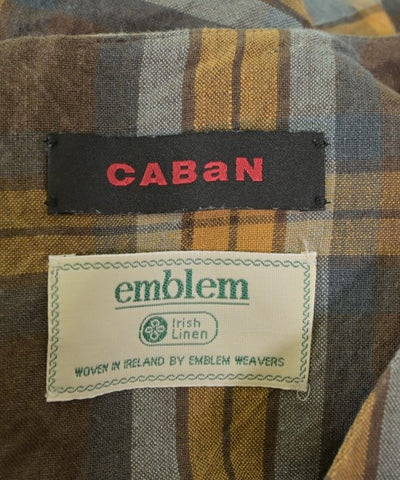 CABaN
emblem
Irish
Linen
WOVEN IN IRELAND BY EMBLEM WEAVERS